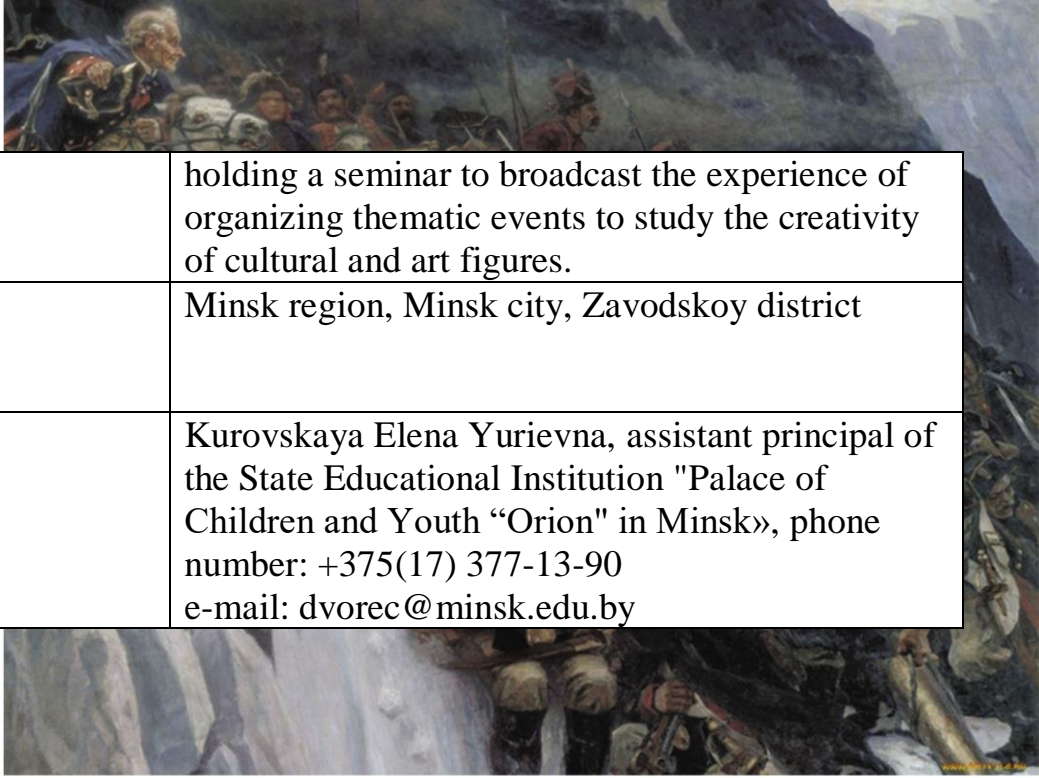 holding a seminar to broadcast the experience of
organizing thematic events to study the creativity
of cultural and art figures.
Minsk region, Minsk city, Zavodskoy district
Kurovskaya Elena Yurievna, assistant principal of
the State Educational Institution "Palace of
Children and Youth “Orion" in Minsk», phone
number: +375(17) 377-13-90
e-mail: dvorec@minsk.edu.by